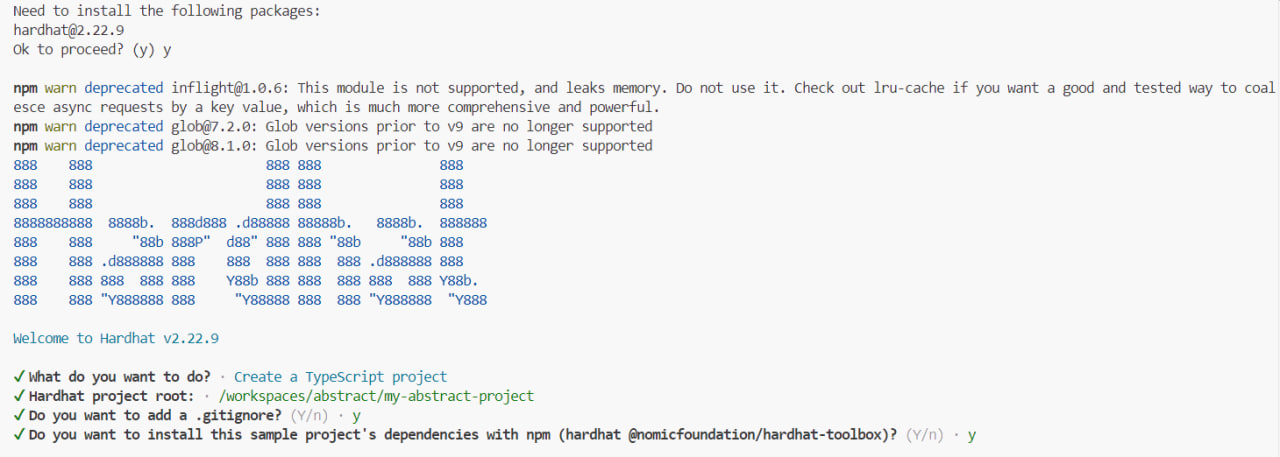 Need to install the following packages:
hardhat@2.22.9
Ok to proceed? (y) y
npm warn deprecated inflight@1.0.6: This module is not supported, and leaks memory. Do not use it. Check out lru-cache if you want a good and tested way to coal
esce async requests by a key value, which is much more comprehensive and powerful.
npm warn deprecated glob@7.2.0: Glob versions prior to v9 are no longer supported
npm warn deprecated glob@8.1.0: Glob versions prior to v9 are no longer supported
888    888                      888 888               888
888    888                      888 888               888
888    888                      888 888               888
8888888888  8888b.  888d888 .d88888 88888b.   8888b.  888888
888    888     "88b 888P"  d88" 888 888 "88b     "88b 888
888    888 .d888888 888    888  888 888  888 .d888888 888
888    888 888  888 888    Y88b 888 888  888 888  888 Y88b.
888    888 "Y888888 888     "Y88888 888  888 "Y888888  "Y888
Welcome to Hardhat v2.22.9
✓ What do you want to do? · Create a TypeScript project
✓ Hardhat project root: · /workspaces/abstract/my-abstract-project
✓ Do you want to add a .gitignore? (Y/n) · y
✓ Do you want to install this sample project's dependencies with npm (hardhat @nomicfoundation/hardhat-toolbox)? (Y/n) · y